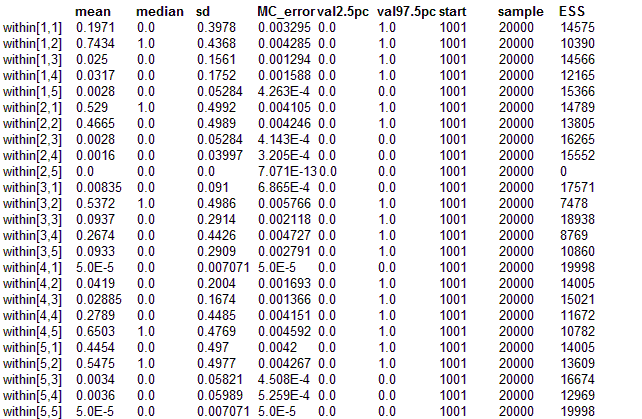 mean median sd MC_error val2.5pc val97.5pc start sample ESS
within[1,1] 0.1971 0.0 0.3978 0.003295 0.0 1.0 1001 20000 14575
within[1,2] 0.7434 1.0 0.4368 0.004285 0.0 1.0 1001 20000 10390
within[1,3] 0.025 0.0 0.1561 0.001294 0.0 1.0 1001 20000 14566
within[1,4] 0.0317 0.0 0.1752 0.001588 0.0 1.0 1001 20000 12165
within[1,5] 0.0028 0.0 0.05284 4.263E-4 0.0 0.0 1001 20000 15366
within[2,1] 0.529 1.0 0.4992 0.004105 0.0 1.0 1001 20000 14789
within[2,2] 0.4665 0.0 0.4989 0.004246 0.0 1.0 1001 20000 13805
within[2,3] 0.0028 0.0 0.05284 4.143E-4 0.0 0.0 1001 20000 16265
within[2,4] 0.0016 0.0 0.03997 3.205E-4 0.0 0.0 1001 20000 15552
within[2,5] 0.0 0.0 0.0 7.071E-13 0.0 0.0 1001 20000 0
within[3,1] 0.00835 0.0 0.091 6.865E-4 0.0 0.0 1001 20000 17571
within[3,2] 0.5372 1.0 0.4986 0.005766 0.0 1.0 1001 20000 7478
within[3,3] 0.0937 0.0 0.2914 0.002118 0.0 1.0 1001 20000 18938
within[3,4] 0.2674 0.0 0.4426 0.004727 0.0 1.0 1001 20000 8769
within[3,5] 0.0933 0.0 0.2909 0.002791 0.0 1.0 1001 20000 10860
within[4,1] 5.0E-5 0.0 0.007071 5.0E-5 0.0 0.0 1001 20000 19998
within[4,2] 0.0419 0.0 0.2004 0.001693 0.0 1.0 1001 20000 14005
within[4,3] 0.02885 0.0 0.1674 0.001366 0.0 1.0 1001 20000 15021
within[4,4] 0.2789 0.0 0.4485 0.004151 0.0 1.0 1001 20000 11672
within[4,5] 0.6503 1.0 0.4769 0.004592 0.0 1.0 1001 20000 10782
within[5,1] 0.4454 0.0 0.497 0.0042 0.0 1.0 1001 20000 14005
within[5,2] 0.5475 1.0 0.4977 0.004267 0.0 1.0 1001 20000 13609
within[5,3] 0.0034 0.0 0.05821 4.508E-4 0.0 0.0 1001 20000 16674
within[5,4] 0.0036 0.0 0.05989 5.259E-4 0.0 0.0 1001 20000 12969
within[5,5] 5.0E-5 0.0 0.007071 5.0E-5 0.0 0.0 1001 20000 19998